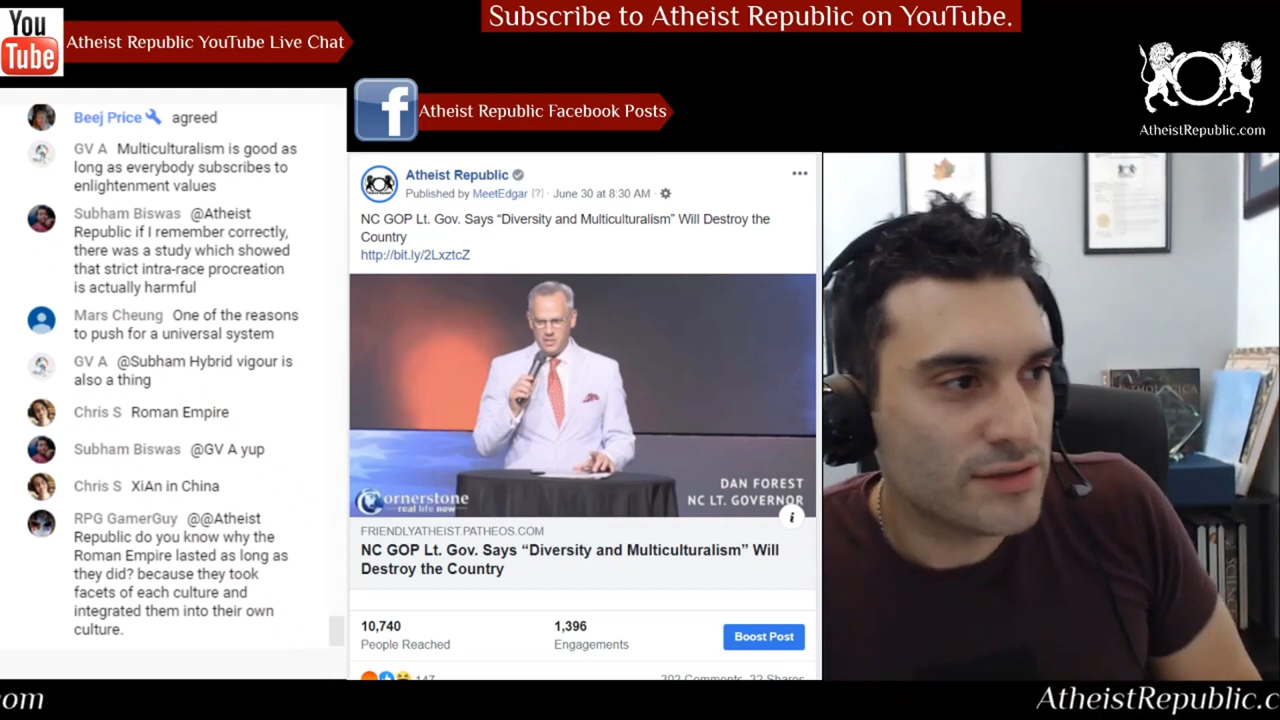 Subscribe to Atheist Republic on YouTube.
You
Tube
Atheist Republic YouTube Live Chat
AtheistRepublic.com
f
Atheist Republic Facebook Posts
Beej Price agreed
GV A Multiculturalism is good as
long as everybody subscribes to
enlightenment values
Subham Biswas @Atheist
Republic if I remember correctly,
there was a study which showed
that strict intra-race procreation
is actually harmful
Mars Cheung One of the reasons
to push for a universal system
GV A @Subham Hybrid vigour is
also a thing
Chris S Roman Empire
Subham Biswas @GV A yup
Chris S XiAn in China
RPG GamerGuy @@Atheist
Republic do you know why the
Roman Empire lasted as long as
they did? because they took
facets of each culture and
integrated them into their own
culture.
Atheist Republic
Published by MeetEdgar [?] · June 30 at 8:30 AM ·
NC GOP Lt. Gov. Says “Diversity and Multiculturalism” Will Destroy the
Country
http://bit.ly/2LxztcZ
ornerstone
real life now
DAN FOREST
NC LT. GOVERNOR
i
FRIENDLYATHEIST.PATHEOS.COM
NC GOP Lt. Gov. Says “Diversity and Multiculturalism” Will
Destroy the Country
10,740
People Reached
1,396
Engagements
Boost Post
147
302 Comments 22 Shares
om
AtheistRepublic.c